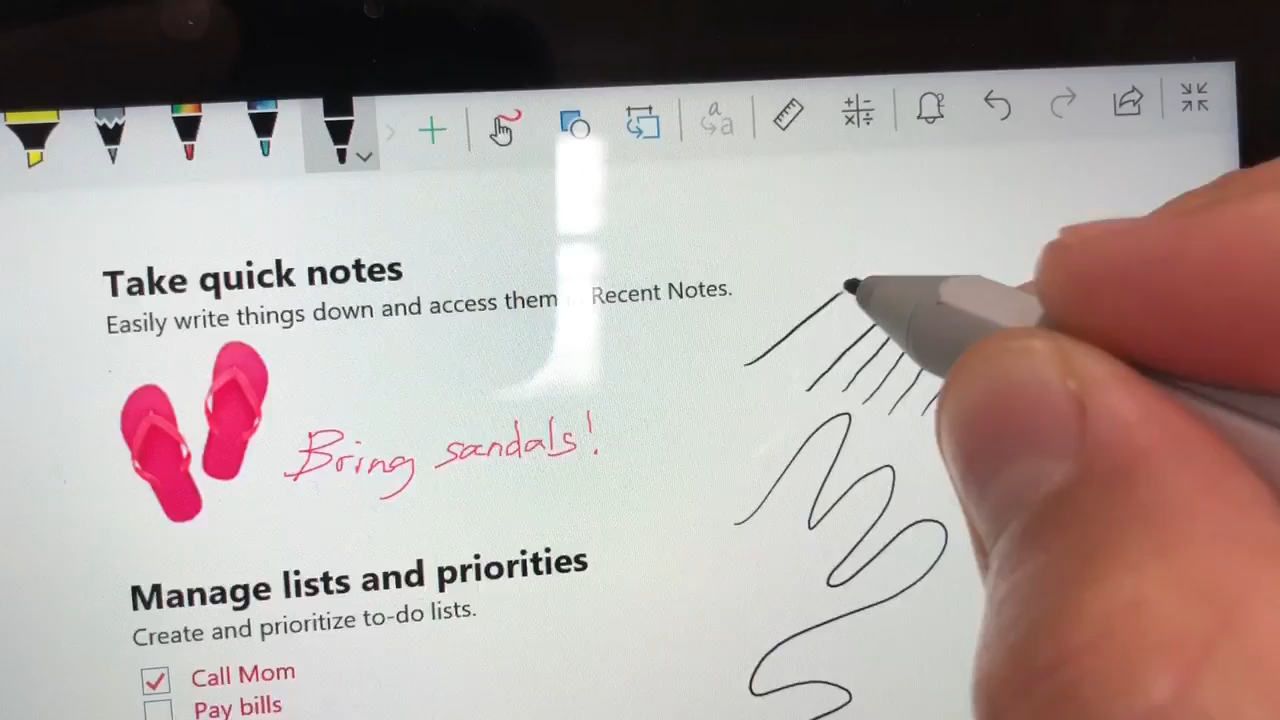 Take quick notes
Easily write things down and access them in Recent Notes.
Bring sandals!
Manage lists and priorities
Create and prioritize to-do lists.
Call Mom
Pay bills